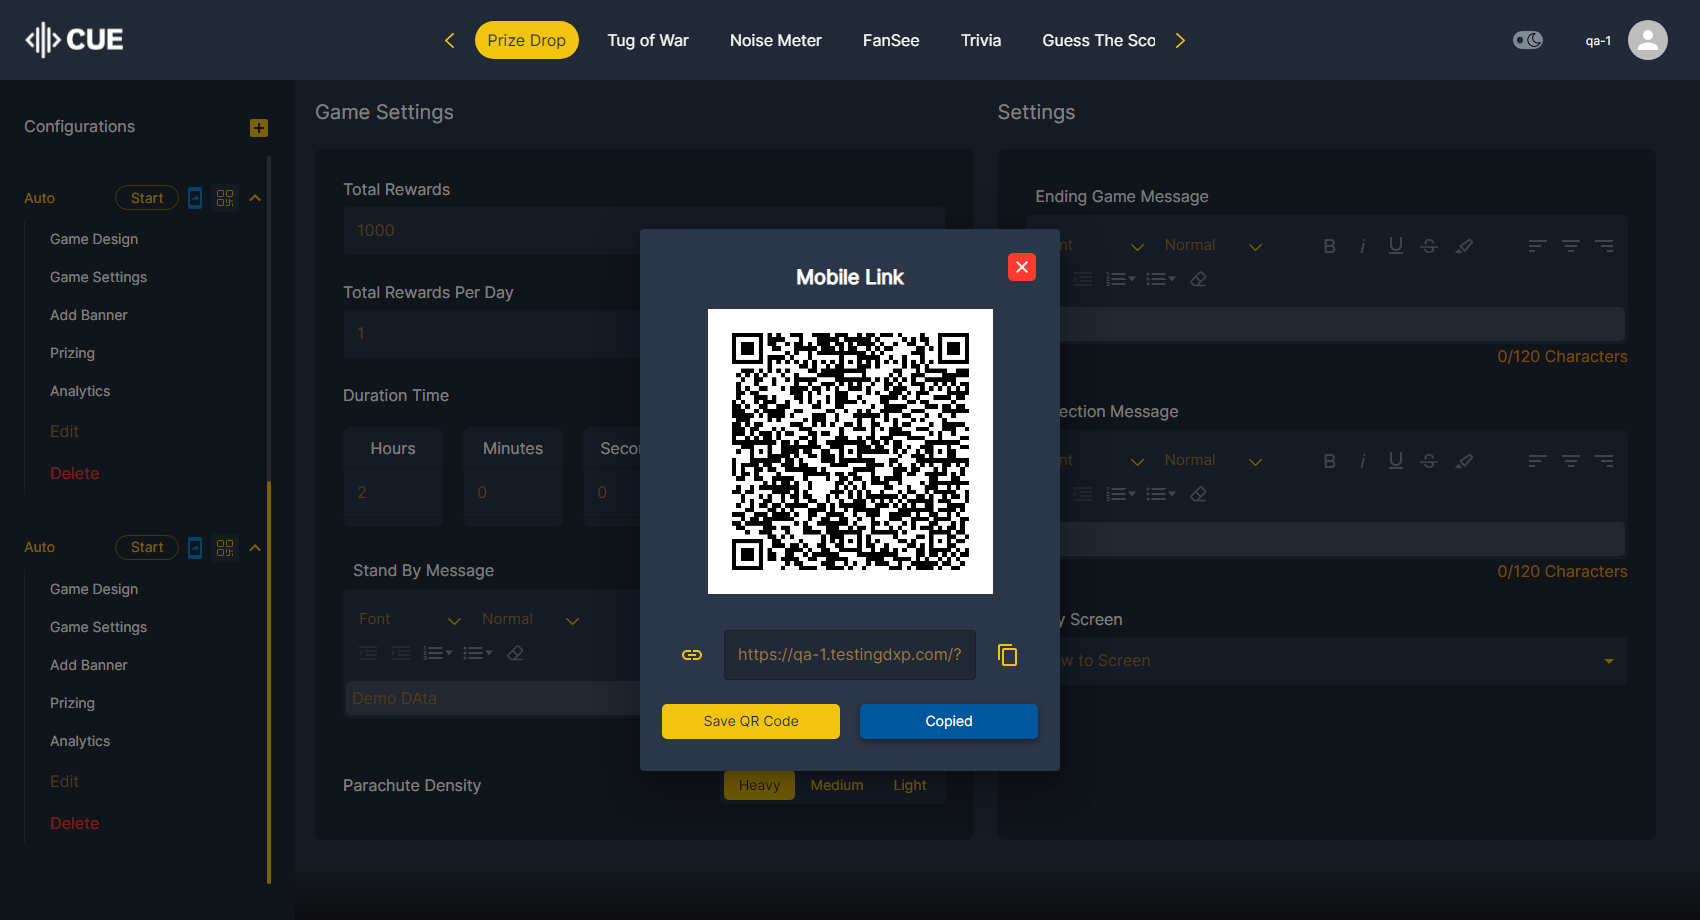 CUE
Prize Drop
Tug of War
Noise Meter
FanSee
Trivia
Guess The Sco
qa-1
Configurations
Auto
Start
Game Design
Game Settings
Add Banner
Prizing
Analytics
Edit
Delete
Auto
Start
Game Design
Game Settings
Add Banner
Prizing
Analytics
Edit
Delete
Game Settings
Total Rewards
1000
Total Rewards Per Day
1
Duration Time
Hours
Minutes
Secon
2
0
0
Stand By Message
Font
Normal
Demo DAta
Parachute Density
Heavy
Medium
Light
Mobile Link
https://qa-1.testingdxp.com/?
Save QR Code
Copied
Settings
Ending Game Message
nt
Normal
0/120 Characters
ection Message
nt
Normal
0/120 Characters
y Screen
w to Screen